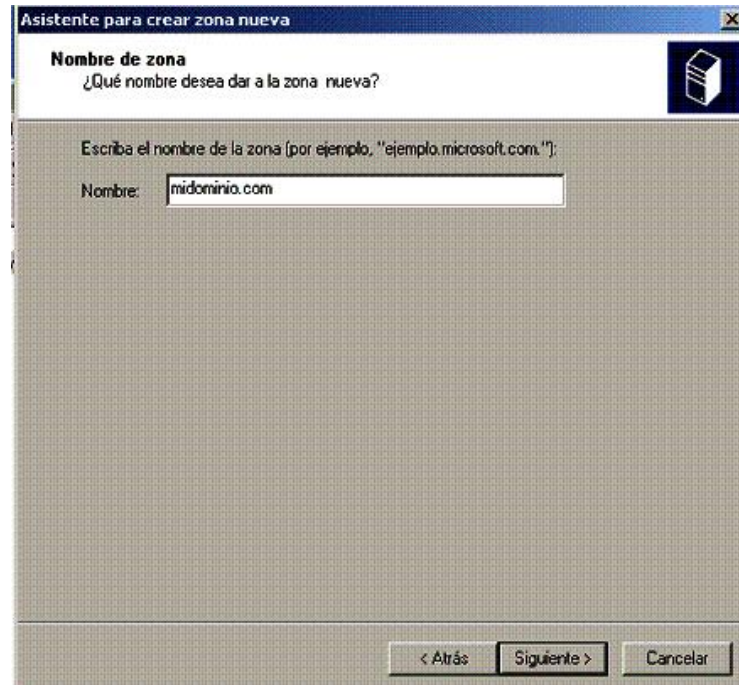 Asistente para crear zona nueva
Nombre de zona
¿Qué nombre desea dar a la zona nueva?
Escriba el nombre de la zona (por ejemplo, "ejemplo.microsoft.com."):
Nombre: midominio.com
< Atrás Siguiente > Cancelar